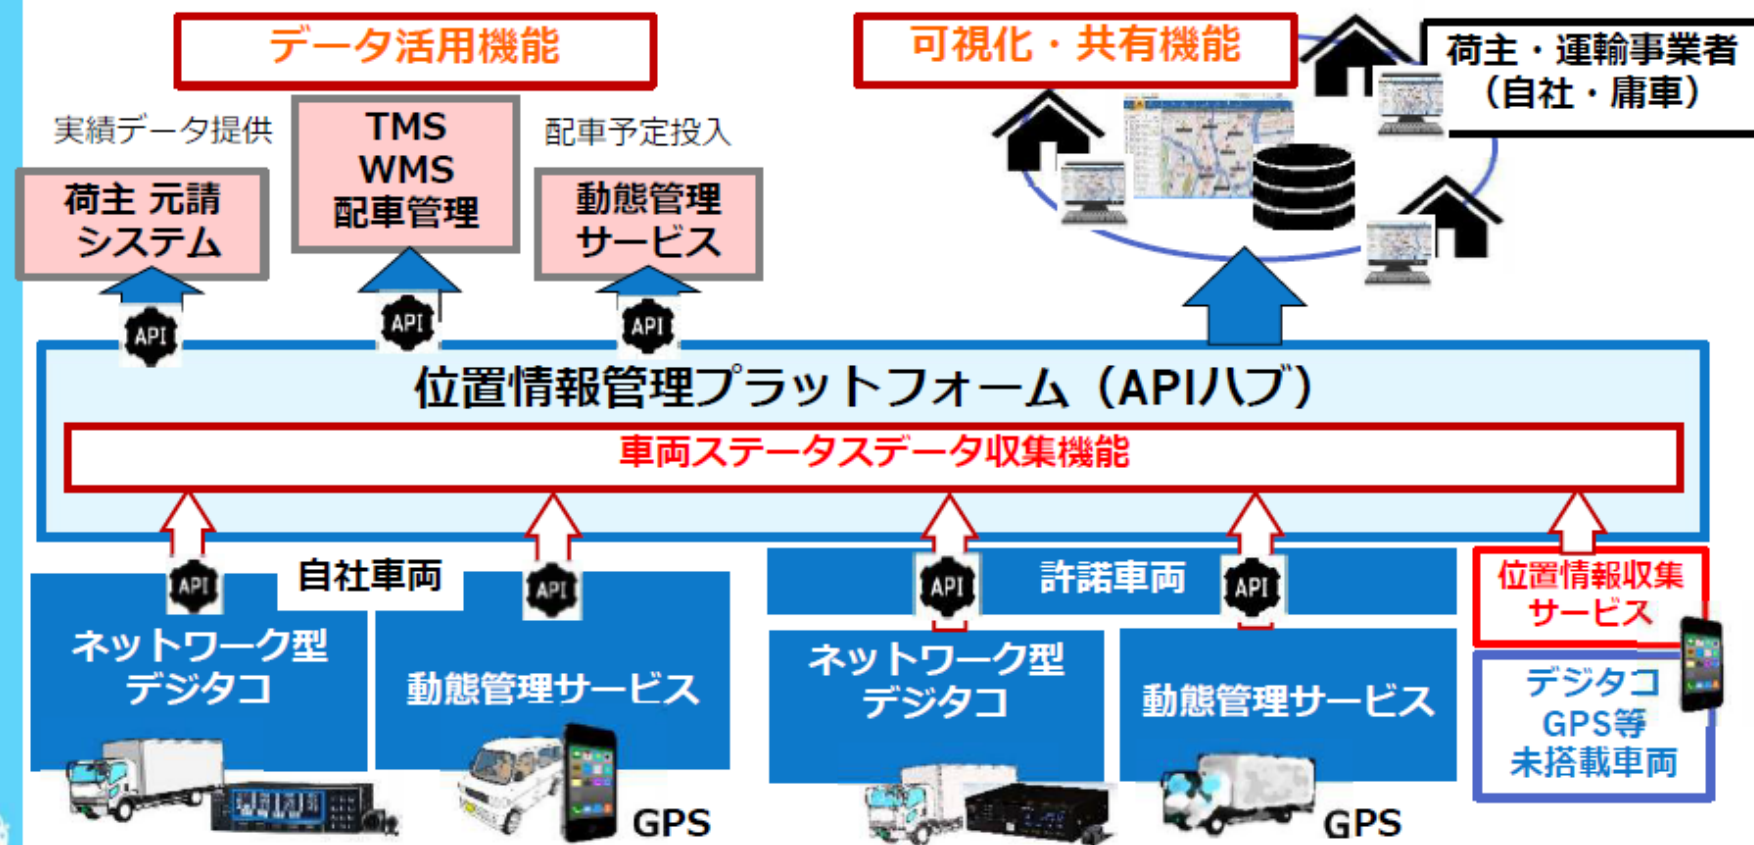 データ活用機能
可視化・共有機能
荷主・運輸事業者
（自社・庸車）
実績データ提供
TMS
WMS
配車管理
配車予定投入
荷主 元請
システム
動態管理
サービス
API
API
API
位置情報管理プラットフォーム（APIハブ）
車両ステータスデータ収集機能
API
自社車両
API
API
許諾車両
API
位置情報収集
サービス
ネットワーク型
デジタコ
動態管理サービス
ネットワーク型
デジタコ
動態管理サービス
デジタコ
GPS等
未搭載車両
GPS
GPS